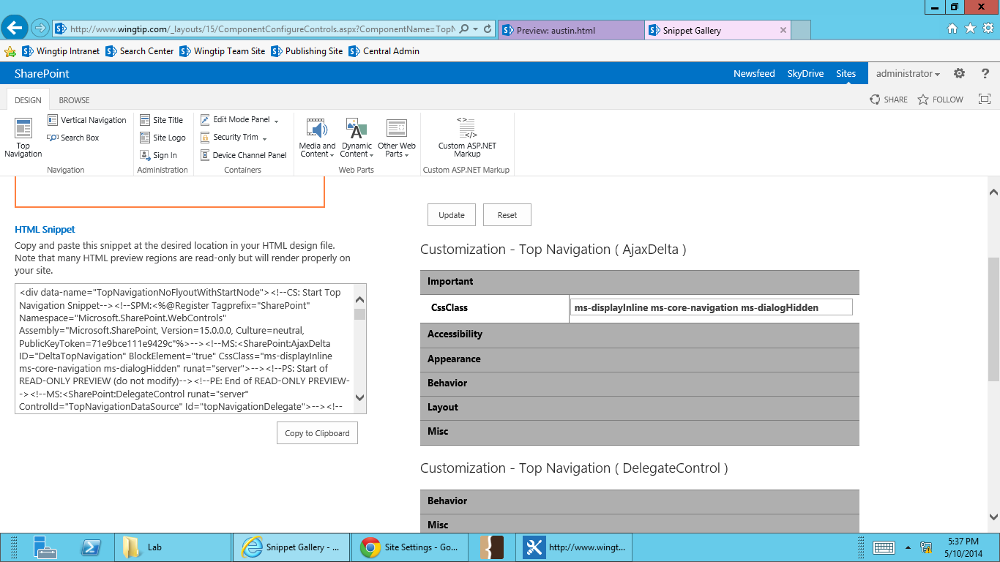 http://www.wingtip.com/_layouts/15/ComponentConfigureControls.aspx?ComponentName=TopN
Preview: austin.html
Snippet Gallery
Wingtip Intranet
Search Center
Wingtip Team Site
Publishing Site
Central Admin
SharePoint
Newsfeed
SkyDrive
Sites
administrator
?
DESIGN
BROWSE
SHARE
FOLLOW
Top
Navigation
Vertical Navigation
Search Box
Navigation
Site Title
Site Logo
Sign In
Administration
Edit Mode Panel
Security Trim
Device Channel Panel
Containers
Media and
Content
Dynamic
Content
Other Web
Parts
Web Parts
Custom ASP.NET
Markup
Custom ASP.NET Markup
HTML Snippet
Copy and paste this snippet at the desired location in your HTML design file.
Note that many HTML preview regions are read-only but will render properly on
your site.
<div data-name="TopNavigationNoFlyoutWithStartNode"><!--CS: Start Top
Navigation Snippet--><!--SPM:<%@Register Tagprefix="SharePoint"
Namespace="Microsoft.SharePoint.WebControls"
Assembly="Microsoft.SharePoint, Version=15.0.0.0, Culture=neutral,
PublicKeyToken=71e9bce111e9429c"%>--><!--MS:<SharePoint:AjaxDelta
ID="DeltaTopNavigation" BlockElement="true" CssClass="ms-displayInline
ms-core-navigation ms-dialogHidden" runat="server">--><!--PS: Start of
READ-ONLY PREVIEW (do not modify)--><!--PE: End of READ-ONLY PREVIEW-
-><!--MS:<SharePoint:DelegateControl runat="server"
ControlId="TopNavigationDataSource" Id="topNavigationDelegate">--><!--
Copy to Clipboard
Update
Reset
Customization - Top Navigation ( AjaxDelta )
Important
CssClass
ms-displayInline ms-core-navigation ms-dialogHidden
Accessibility
Appearance
Behavior
Layout
Misc
Customization - Top Navigation ( DelegateControl )
Behavior
Misc
Lab
Snippet Gallery - ...
Site Settings - Go...
http://www.wingt...
5:37 PM
5/10/2014